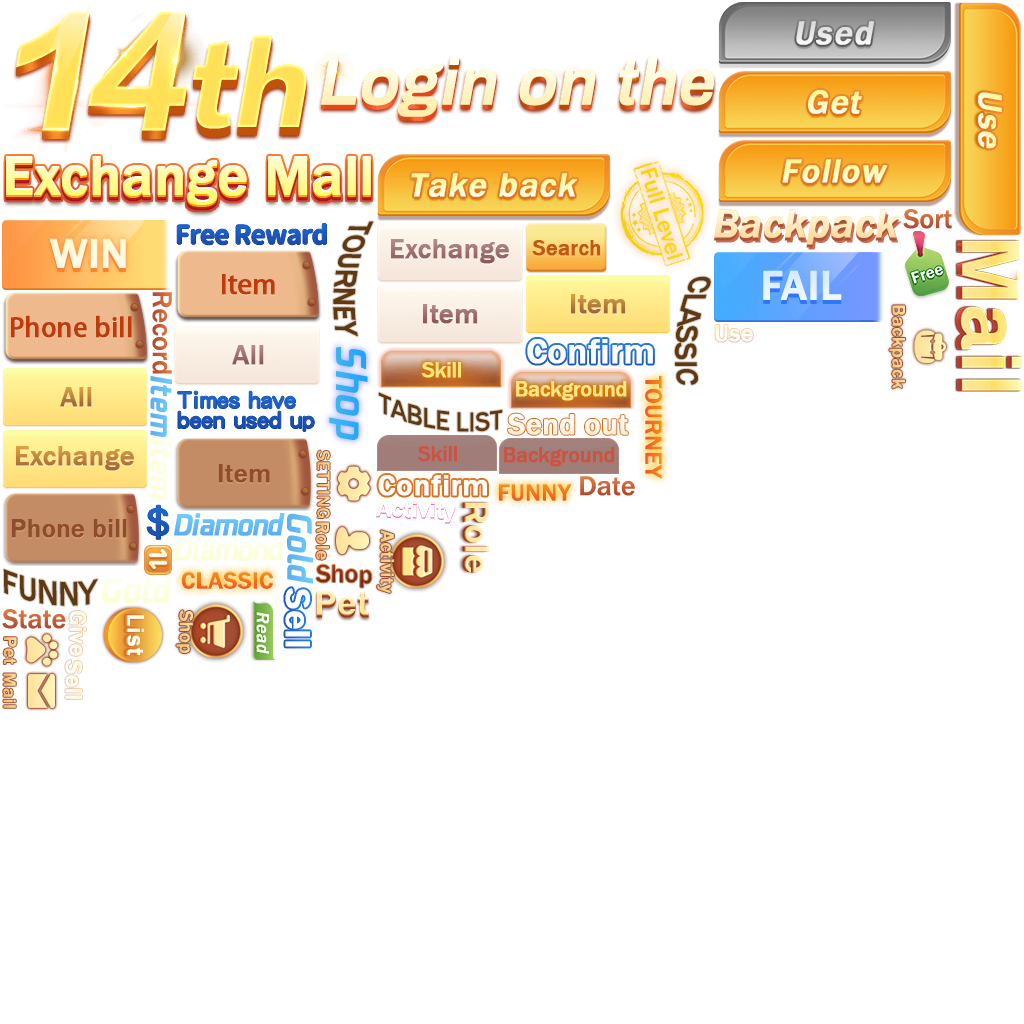 14th
Login on the
Used
Use
Get
Follow
Exchange Mall
Take back
Full Level
Backpack
Sort
WIN
Free Reward
TOURNEY
Exchange
Search
Free
Mail
Item
FAIL
Phone bill
Record
Item
Item
CLASSIC
Use
Backpack
All
Shop
Confirm
All
Item
Skill
Background
TOURNEY
Times have
been used up
TABLE LIST
Send out
Exchange
Item
Item
Skill
Background
SETTING
Confirm
FUNNY
Date
Phone bill
$
Diamond
Gold
Role
Activity
Role
Diamond
1L
Activity
FUNNY
Gold
CLASSIC
Shop
Sell
Pet
State
Give
List
Shop
Read
Pet
Sell
Mail